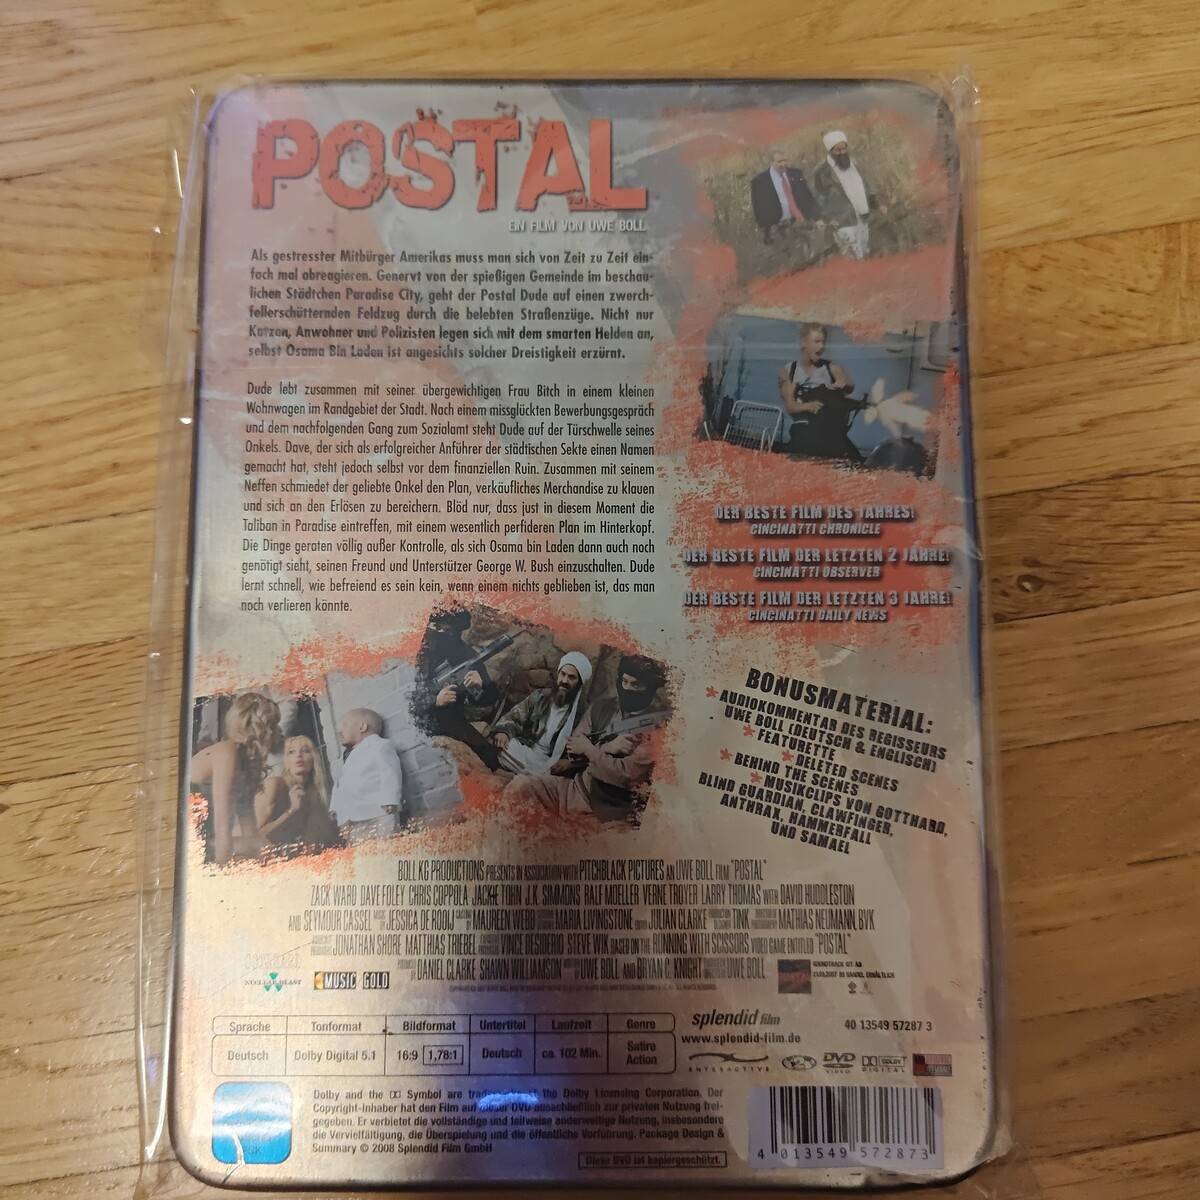 POSTAL
EIN FILM VON UWE BOLL
Als gestresster Mitbürger Amerikas muss man sich von Zeit zu Zeit ein-
fach mal abreagieren. Genervt von der spießigen Gemeinde im beschau-
lichen Städtchen Paradise City, geht der Postal Dude auf einen zwerch-
fellerschütternden Feldzug durch die belebten Straßenzüge. Nicht nur
Katzen, Anwohner und Polizisten legen sich mit dem smarten Helden an,
selbst Osama Bin Laden ist angesichts solcher Dreistigkeit erzürnt.
Dude lebt zusammen mit seiner übergewichtigen Frau Bitch in einem kleinen
Wohnwagen im Randgebiet der Stadt. Nach einem missglückten Bewerbungsgespräch
und dem nachfolgenden Gang zum Sozialamt steht Dude auf der Türschwelle seines
Onkels. Dave, der sich als erfolgreicher Anführer der städtischen Sekte einen Namen
gemacht hat, steht jedoch selbst vor dem finanziellen Ruin. Zusammen mit seinem
Neffen schmiedet der geliebte Onkel den Plan, verkäufliches Merchandise zu klauen
und sich an den Erlösen zu bereichern. Blöd nur, dass just in diesem Moment die
Taliban in Paradise eintreffen, mit einem wesentlich perfideren Plan im Hinterkopf.
Die Dinge geraten völlig außer Kontrolle, als sich Osama bin Laden dann auch noch
genötigt sieht, seinen Freund und Unterstützer George W. Bush einzuschalten. Dude
lernt schnell, wie befreiend es sein kein, wenn einem nichts geblieben ist, das man
noch verlieren könnte.
DER BESTE FILM DES JAHRES!
CINCINATTI CHRONICLE
DER BESTE FILM DER LETZTEN 2 JAHRE!
CINCINATTI OBSERVER
DER BESTE FILM DER LETZTEN 3 JAHRE!
CINCINATTI DAILY NEWS
BONUSMATERIAL:
* AUDIOKOMMENTAR DES REGISSEURS
UWE BOLL (DEUTSCH & ENGLISCH)
* FEATURETTE
* DELETED SCENES
* BEHIND THE SCENES
* MUSIKCLIPS VON GOTTHARD,
BLIND GUARDIAN, CLAWFINGER,
ANTHRAX, HAMMERFALL
UND SAMAEL
BOLL KG PRODUCTIONS PRESENTS IN ASSOCIATION WITH PITCHBLACK PICTURES AN UWE BOLL FILM "POSTAL"
ZACK WARD DAVE FOLEY CHRIS COPPOLA JACKIE TOHN J.K. SIMMONS RALF MOELLER VERNE TROYER LARRY THOMAS WITH DAVID HUDDLESTON
AND SEYMOUR CASSEL MUSIC BY JESSICA DE ROOIJ CASTING BY MAUREEN WEBB MARIA LIVINGSTONE JULIAN CLARKE TINK MATHIAS NEUMANN, BVK
JONATHAN SHORE MATTHIAS TRIEBEL VINCE DESIDERIO STEVE WIK BASED ON THE RUNNING WITH SCISSORS VIDEO GAME ENTITLED "POSTAL"
DANIEL CLARKE SHAWN WILLIAMSON UWE BOLL AND BRYAN C. KNIGHT UWE BOLL
NUCLEAR BLAST
MUSIC GOLD
SOUNDTRACK IST AB
IM HANDEL ERHÄLTLICH
Sprache Tonformat Bildformat Untertitel Laufzeit Genre
Deutsch Dolby Digital 5.1 16:9 1,78:1 Deutsch ca. 102 Min. Satire
Action
splendid film
www.splendid-film.de
40 13549 57287 3
INTERACTIVE
DVD
VIDEO
DOLBY
DIGITAL
Dolby and the Symbol are trademarks of the Dolby Licensing Corporation. Der
Copyright-Inhaber hat den Film auf dieser DVD ausschließlich zur privaten Nutzung frei-
gegeben. Er verbietet die vollständige und teilweise anderweitige Nutzung, insbesondere
die Vervielfältigung, die Überspielung und die öffentliche Vorführung. Package Design &
Summary © 2008 Splendid Film GmbH
Diese DVD ist kopiergeschützt.
4 013549 572873